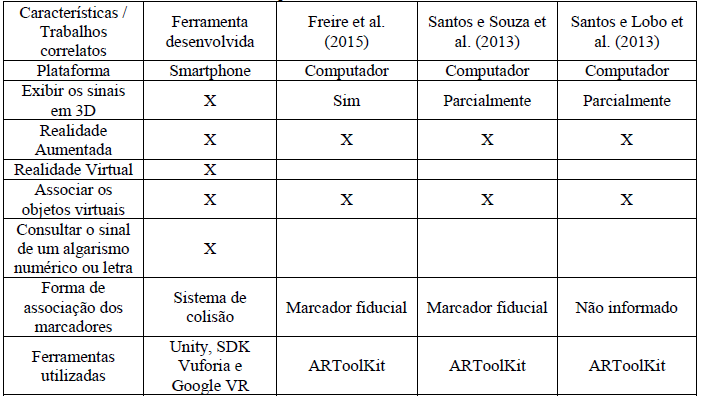 Características / Trabalhos correlatos | Ferramenta desenvolvida | Freire et al. (2015) | Santos e Souza et al. (2013) | Santos e Lobo et al. (2013)
Plataforma | Smartphone | Computador | Computador | Computador
Exibir os sinais em 3D | X | Sim | Parcialmente | Parcialmente
Realidade Aumentada | X | X | X | X
Realidade Virtual | X | | |
Associar os objetos virtuais | X | X | X | X
Consultar o sinal de um algarismo numérico ou letra | X | | |
Forma de associação dos marcadores | Sistema de colisão | Marcador fiducial | Marcador fiducial | Não informado
Ferramentas utilizadas | Unity, SDK Vuforia e Google VR | ARToolKit | ARToolKit | ARToolKit